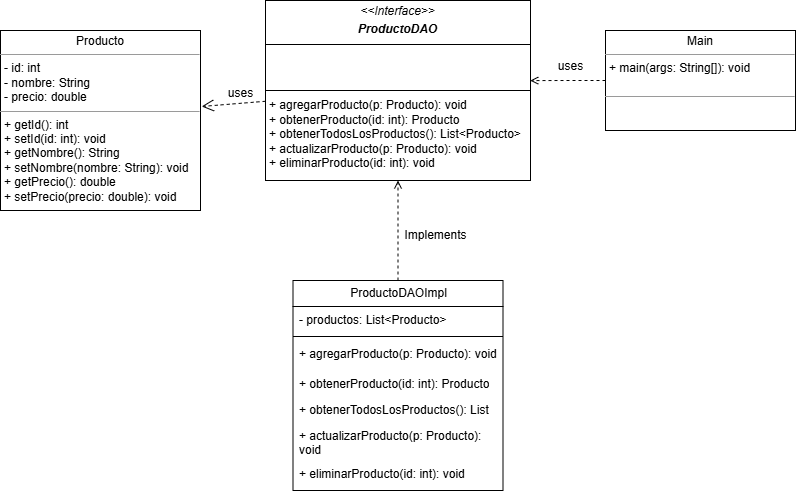 Producto
- id: int
- nombre: String
- precio: double
+ getId(): int
+ setId(id: int): void
+ getNombre(): String
+ setNombre(nombre: String): void
+ getPrecio(): double
+ setPrecio(precio: double): void
uses
<<Interface>>
ProductoDAO
+ agregarProducto(p: Producto): void
+ obtenerProducto(id: int): Producto
+ obtenerTodosLosProductos(): List<Producto>
+ actualizarProducto(p: Producto): void
+ eliminarProducto(id: int): void
uses
Main
+ main(args: String[]): void
Implements
ProductoDAOImpl
- productos: List<Producto>
+ agregarProducto(p: Producto): void
+ obtenerProducto(id: int): Producto
+ obtenerTodosLosProductos(): List
+ actualizarProducto(p: Producto):
void
+ eliminarProducto(id: int): void